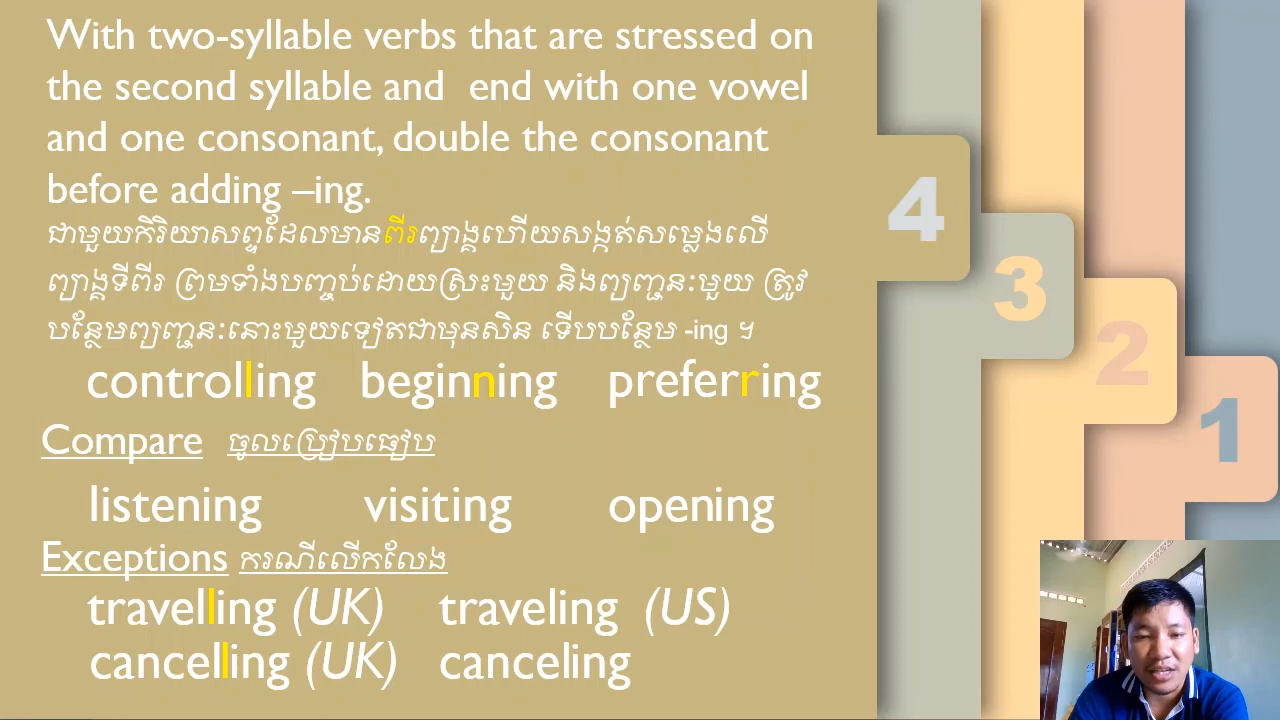 With two-syllable verbs that are stressed on
the second syllable and end with one vowel
and one consonant, double the consonant
before adding –ing.
ជាមួយកិរិយាសព្ទដែលមានពីរព្យាង្គហើយសង្កត់សម្លេងលើ
ព្យាង្គទីពីរ ព្រមទាំងបញ្ចប់ដោយស្រះមួយ និងព្យញ្ជនៈមួយ ត្រូវ
បន្ថែមព្យញ្ជនៈនោះមួយទៀតជាមុនសិន ទើបបន្ថែម -ing ។
controlling beginning preferring
Compare ចូលប្រៀបធៀប
listening visiting opening
Exceptions ករណីលើកលែង
travelling (UK) traveling (US)
cancelling (UK) canceling
4
3
2
1